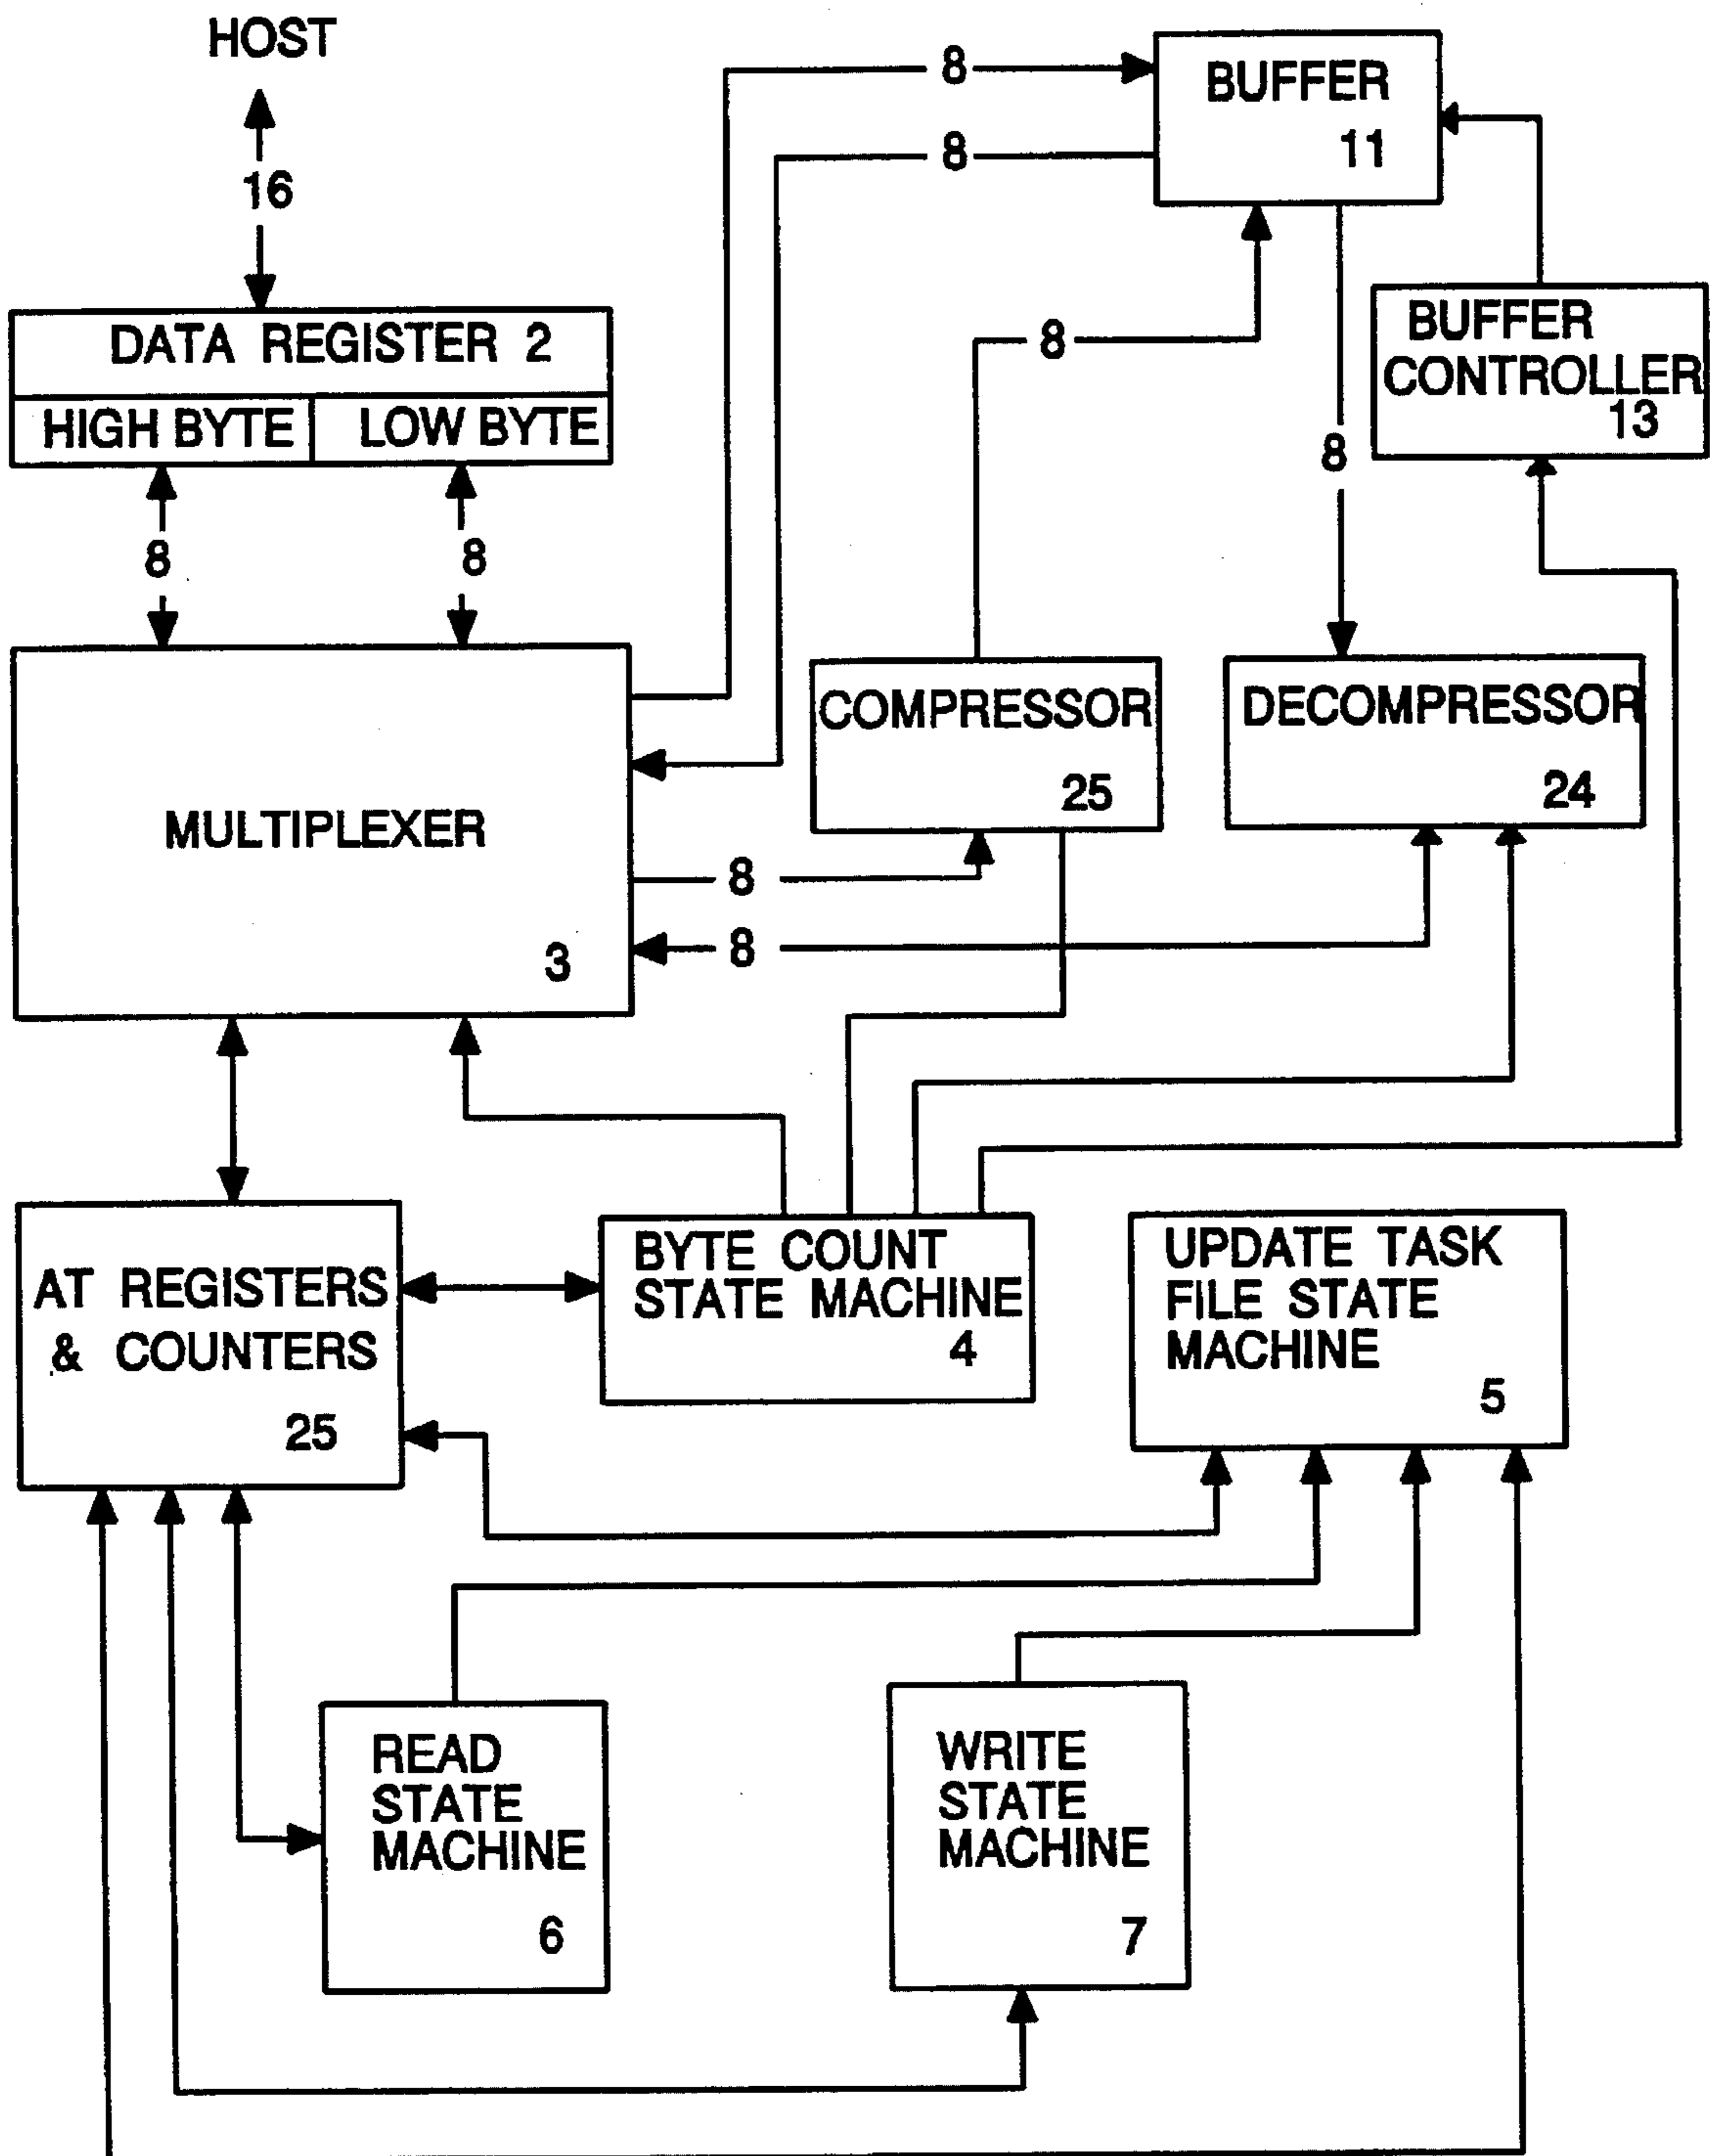 HOST
8
BUFFER
8
11
16
DATA REGISTER 2
HIGH BYTE LOW BYTE
8
BUFFER
CONTROLLER
13
8
8
8
COMPRESSOR
25
DECOMPRESSOR
24
MULTIPLEXER
3
8
8
AT REGISTERS
& COUNTERS
25
BYTE COUNT
STATE MACHINE
4
UPDATE TASK
FILE STATE
MACHINE
5
READ
STATE
MACHINE
6
WRITE
STATE
MACHINE
7